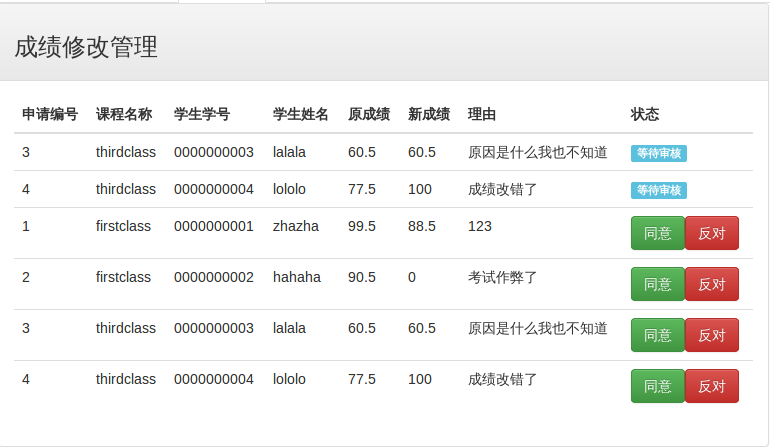 成绩修改管理
申请编号 课程名称 学生学号 学生姓名 原成绩 新成绩 理由 状态
3 thirdclass 0000000003 lalala 60.5 60.5 原因是什么我也不知道 等待审核
4 thirdclass 0000000004 lololo 77.5 100 成绩改错了 等待审核
1 firstclass 0000000001 zhazha 99.5 88.5 123 同意 反对
2 firstclass 0000000002 hahaha 90.5 0 考试作弊了 同意 反对
3 thirdclass 0000000003 lalala 60.5 60.5 原因是什么我也不知道 同意 反对
4 thirdclass 0000000004 lololo 77.5 100 成绩改错了 同意 反对